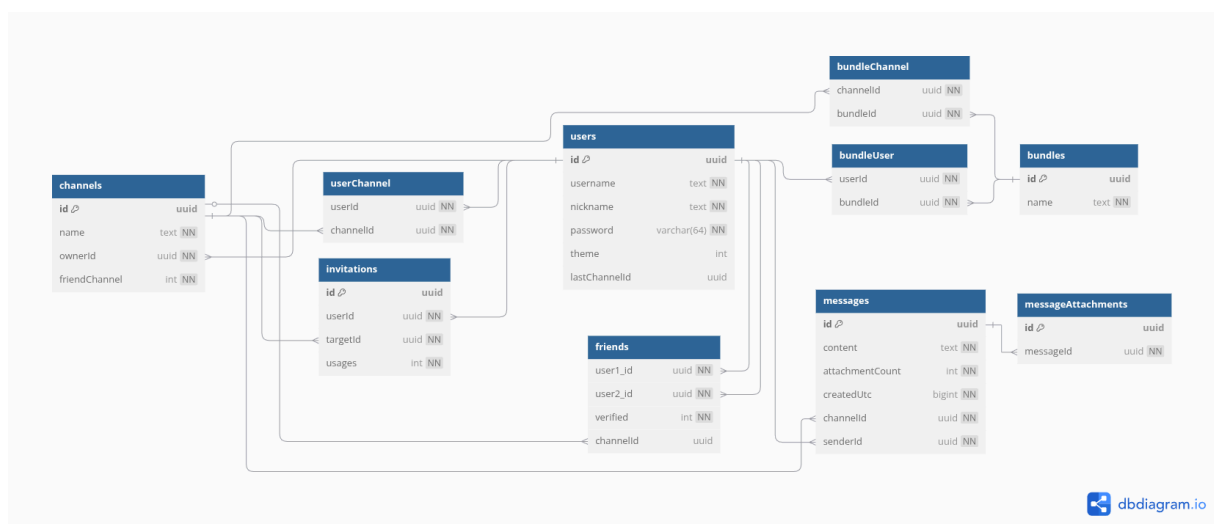 channels
id uuid
name text NN
ownerId uuid NN
friendChannel int NN
userChannel
userId uuid NN
channelId uuid NN
invitations
id uuid
userId uuid NN
targetId uuid NN
usages int NN
users
id uuid
username text NN
nickname text NN
password varchar(64) NN
theme int
lastChannelId uuid
friends
user1_id uuid NN
user2_id uuid NN
verified int NN
channelId uuid
bundleChannel
channelId uuid NN
bundleId uuid NN
bundleUser
userId uuid NN
bundleId uuid NN
bundles
id uuid
name text NN
messages
id uuid
content text NN
attachmentCount int NN
createdUtc bigint NN
channelId uuid NN
senderId uuid NN
messageAttachments
id uuid
messageId uuid NN
dbdiagram.io